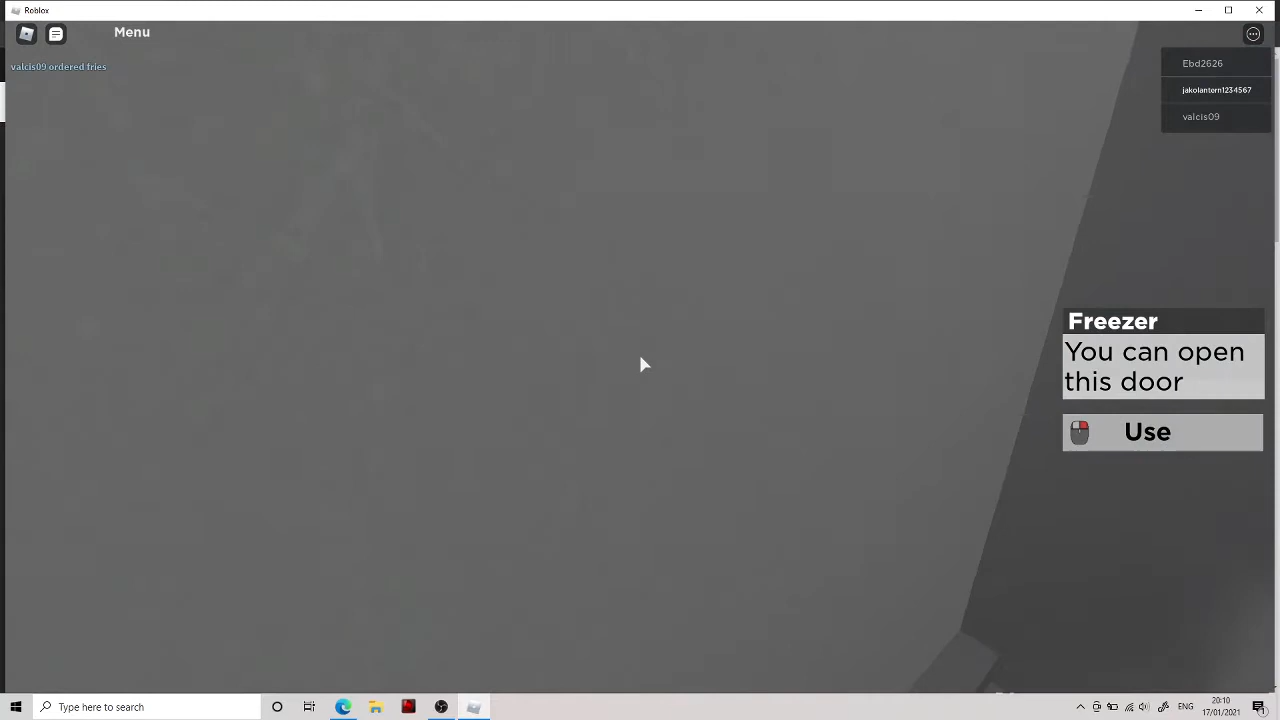 Roblox
Menu
valcis09 ordered fries
Ebd2626
jakolantern1234567
valcis09
Freezer
You can open
this door
Use
Type here to search
ENG
20:10
17/01/2021
1